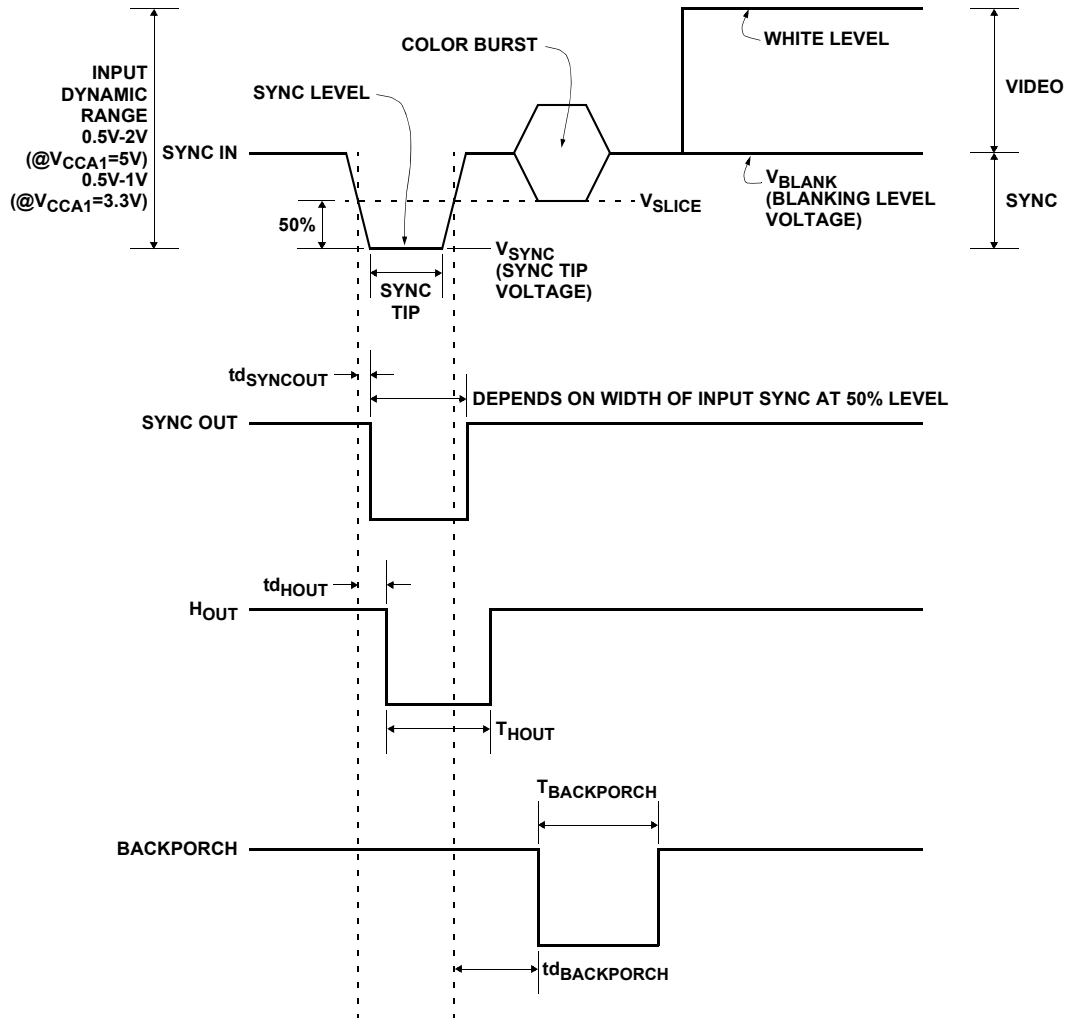 COLOR BURST
WHITE LEVEL
INPUT
DYNAMIC
RANGE
0.5V-2V
(@VCCA1=5V)
0.5V-1V
(@VCCA1=3.3V)
SYNC LEVEL
VIDEO
SYNC IN
VBLANK
(BLANKING LEVEL
VOLTAGE)
SYNC
VSLICE
50%
VSYNC
(SYNC TIP
VOLTAGE)
SYNC
TIP
tdSYNCOUT
DEPENDS ON WIDTH OF INPUT SYNC AT 50% LEVEL
SYNC OUT
tdHOUT
HOUT
THOUT
TBACKPORCH
BACKPORCH
tdBACKPORCH